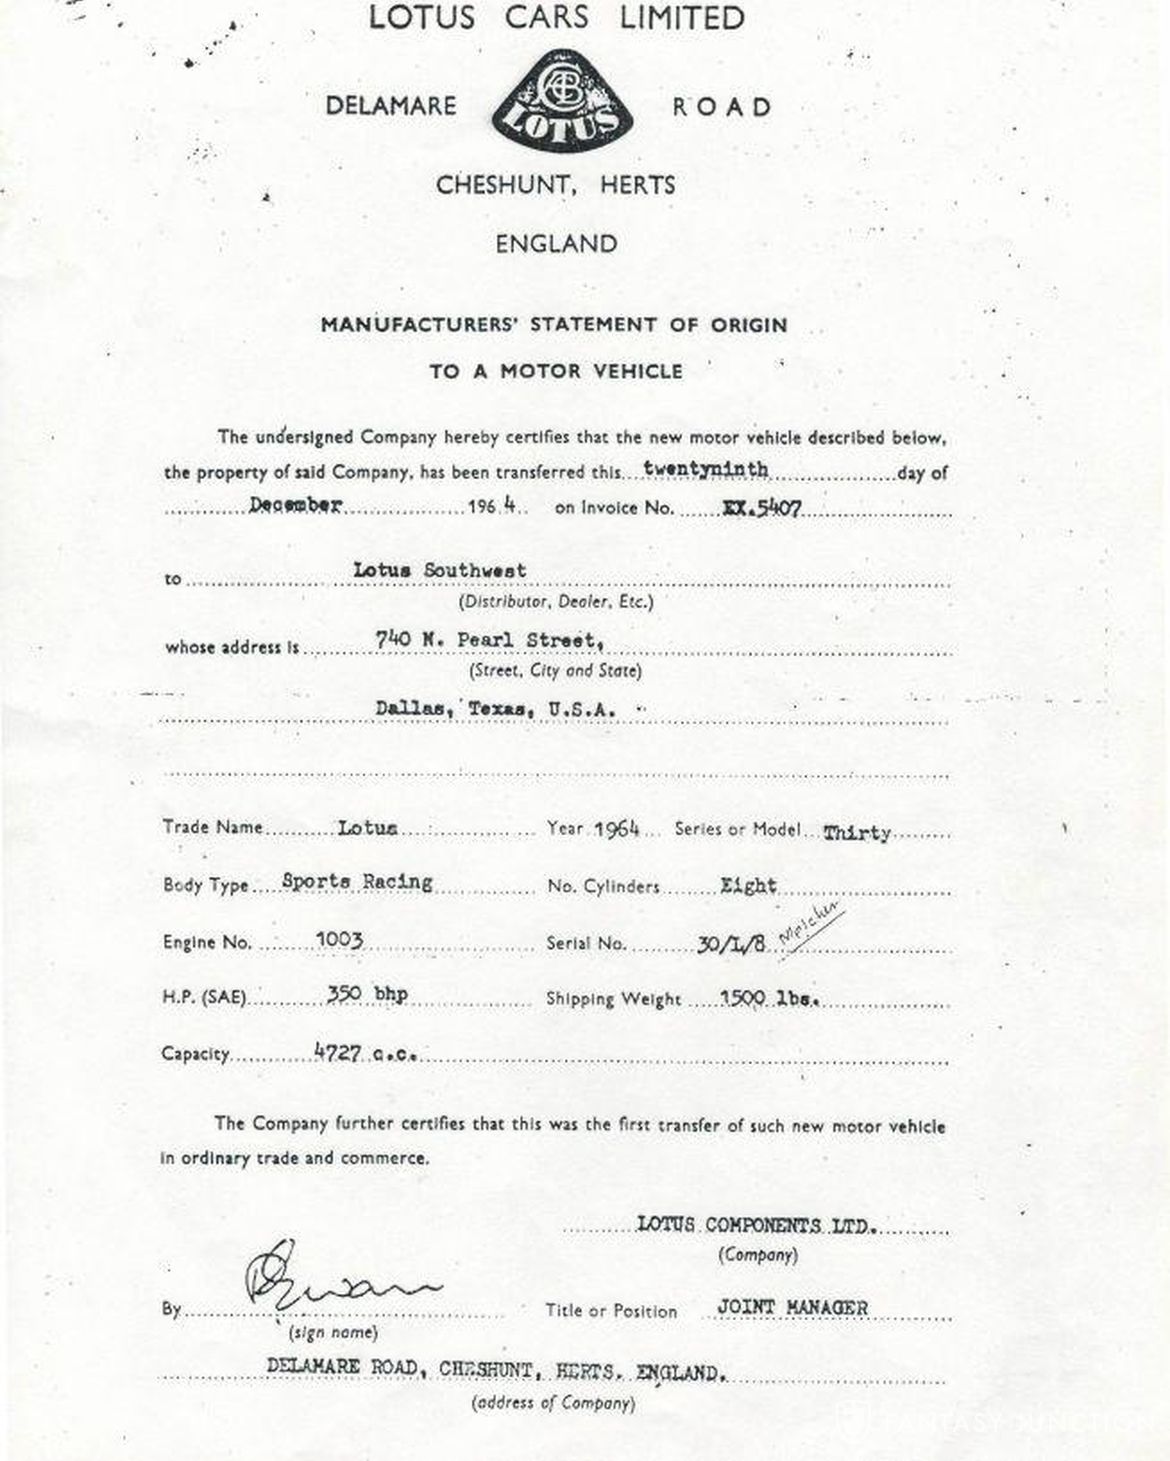 LOTUS CARS LIMITED
DELAMARE LOTUS ROAD
CHESHUNT, HERTS
ENGLAND
MANUFACTURERS' STATEMENT OF ORIGIN
TO A MOTOR VEHICLE
The undersigned Company hereby certifies that the new motor vehicle described below,
the property of said Company, has been transferred this twentyninth day of
December 1964 on Invoice No. EX.5407
to Lotus Southwest
(Distributor, Dealer, Etc.)
whose address is 740 N. Pearl Street,
(Street, City and State)
Dallas, Texas, U.S.A.
Trade Name Lotus Year 1964 Series or Model Thirty
Body Type Sports Racing No. Cylinders Eight
Engine No. 1003 Serial No. 30/L/8
H.P. (SAE) 350 bhp Shipping Weight 1500 lbs.
Capacity 4727 c.c.
The Company further certifies that this was the first transfer of such new motor vehicle
in ordinary trade and commerce.
LOTUS COMPONENTS LTD.
(Company)
By Title or Position JOINT MANAGER
(sign name)
DELAMARE ROAD, CHESHUNT, HERTS. ENGLAND.
(address of Company)
FANTASY JUNCTION